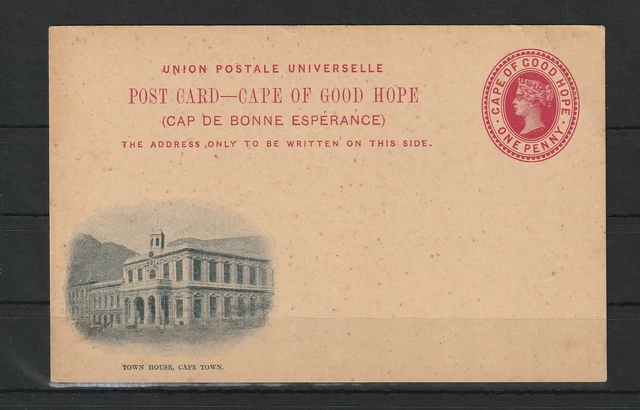 UNION POSTALE UNIVERSELLE
POST CARD—CAPE OF GOOD HOPE
(CAP DE BONNE ESPÉRANCE)
THE ADDRESS ONLY TO BE WRITTEN ON THIS SIDE.
CAPE OF GOOD HOPE
ONE PENNY
TOWN HOUSE, CAPE TOWN.